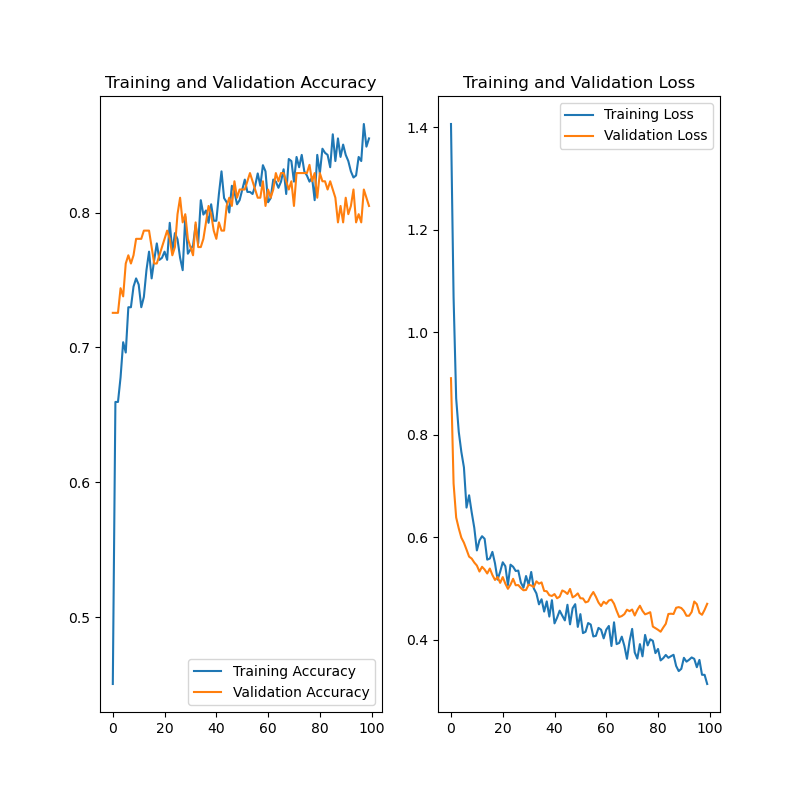 Training and Validation Accuracy
0.8
0.7
0.6
0.5
0 20 40 60 80 100
Training Accuracy
Validation Accuracy
Training and Validation Loss
1.4
1.2
1.0
0.8
0.6
0.4
0 20 40 60 80 100
Training Loss
Validation Loss